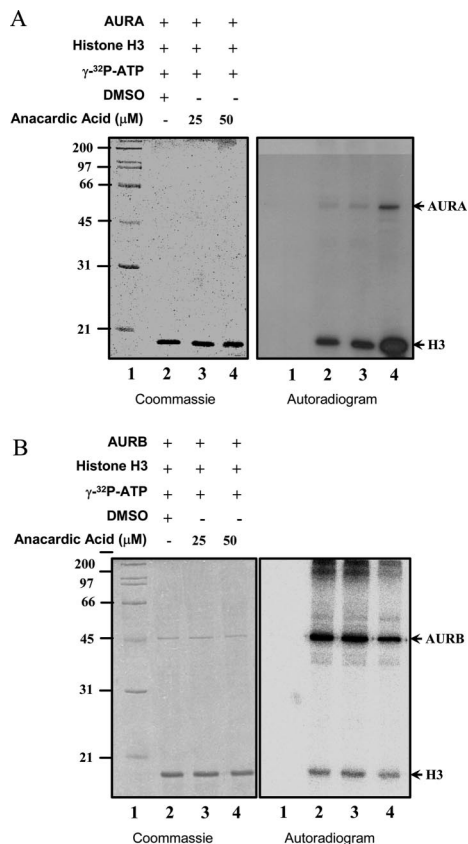 A
AURA + + +
Histone H3 + + +
γ-³²P-ATP + + +
DMSO + - -
Anacardic Acid (μM) - 25 50
200
97
66
45
31
21
AURA
H3
1 2 3 4 1 2 3 4
Coommassie Autoradiogram
B
AURB + + +
Histone H3 + + +
γ-³²P-ATP + + +
DMSO + - -
Anacardic Acid (μM) - 25 50
200
97
66
45
31
21
AURB
H3
1 2 3 4 1 2 3 4
Coommassie Autoradiogram